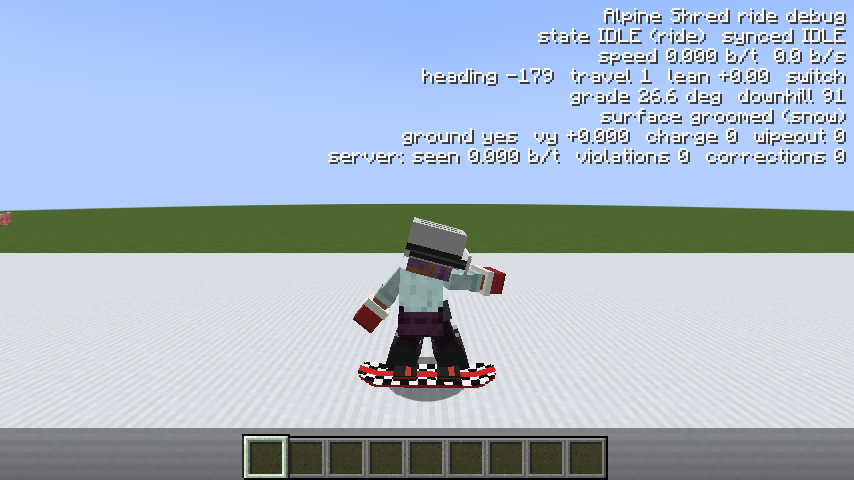 Alpine Shred ride debug
state IDLE (ride) synced IDLE
speed 0.000 b/t 0.0 b/s
heading -179 travel 1 lean +0.00 switch
grade 26.6 deg downhill 91
surface groomed (snow)
ground yes vy +0.000 charge 0 wipeout 0
server: seen 0.000 b/t violations 0 corrections 0